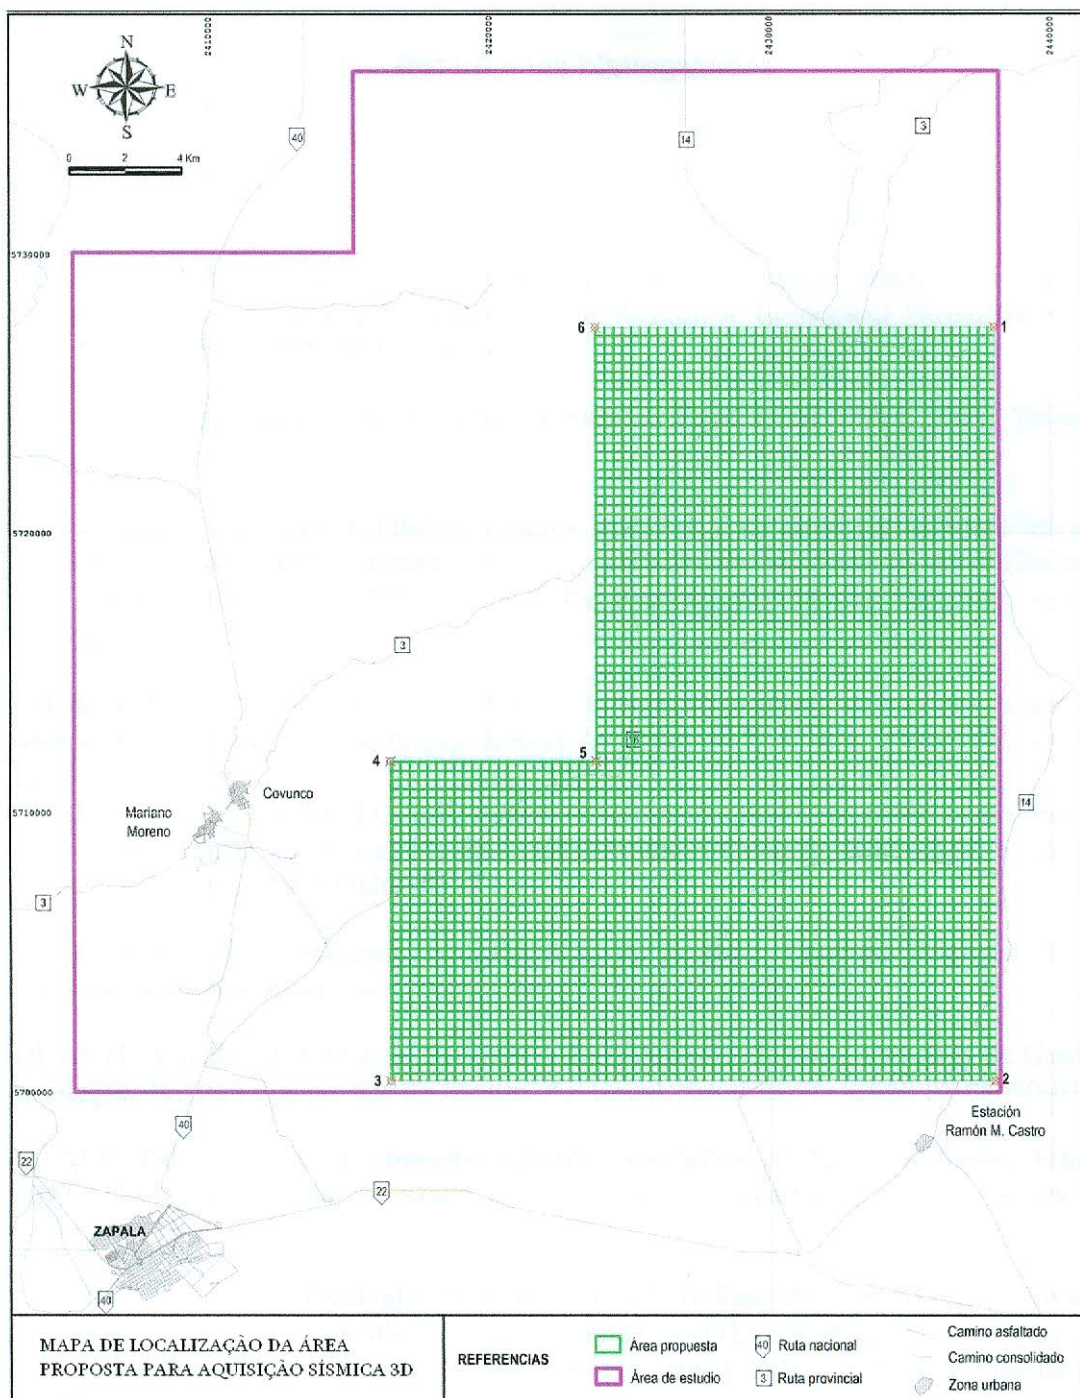 2410000
2420000
2430000
2440000
N
W E
S
0 2 4 Km
40
14
3
5730000
6
1
5720000
3
4
5
16
Covunco
Mariano
Moreno
5710000
14
3
3
2
5700000
Estación
Ramón M. Castro
40
22
22
ZAPALA
40
MAPA DE LOCALIZAÇÃO DA ÁREA
PROPOSTA PARA AQUISIÇÃO SÍSMICA 3D
REFERENCIAS
Área propuesta
Área de estudio
40 Ruta nacional
3 Ruta provincial
Camino asfaltado
Camino consolidado
Zona urbana